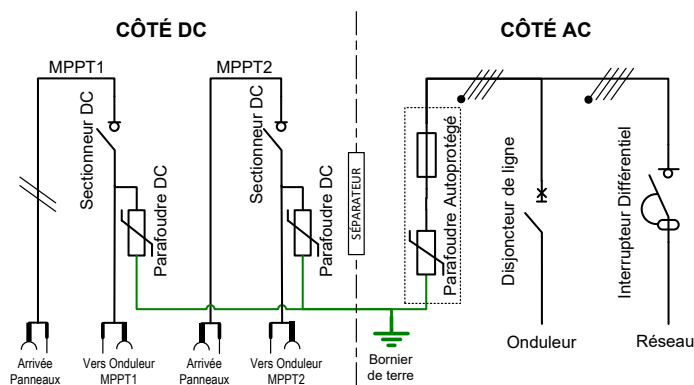 CÔTÉ DC
CÔTÉ AC
MPPT1
MPPT2
Sectionneur DC
Parafoudre DC
Sectionneur DC
Parafoudre DC
SÉPARATEUR
Parafoudre Autoprotégé
Disjoncteur de ligne
Interrupteur Différentiel
Arrivée
Panneaux
Vers Onduleur
MPPT1
Arrivée
Panneaux
Vers Onduleur
MPPT2
Bornier
de terre
Onduleur
Réseau